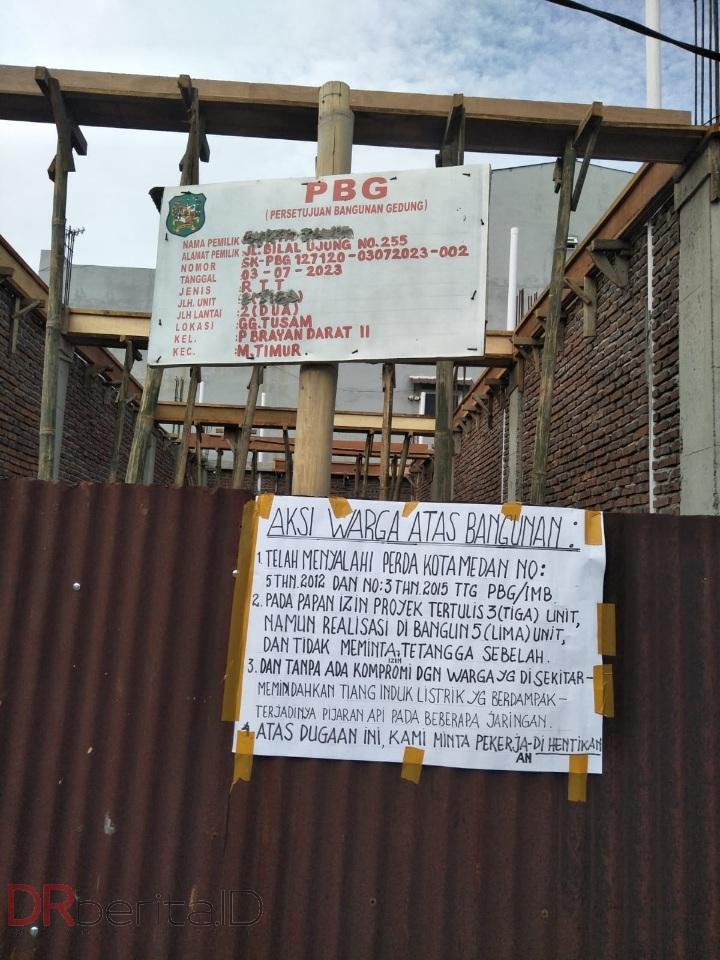 PBG
(PERSETUJUAN BANGUNAN GEDUNG)
NAMA PEMILIK
ALAMAT PEMILIK : JL. BILAL UJUNG NO.255
NOMOR : SK-PBG 127120-03072023-002
TANGGAL : 03-07-2023
JENIS : R T T
JLH. UNIT :
JLH LANTAI : 2 (DUA)
LOKASI : GG. TUSAM
KEL. : P BRAYAN DARAT II
KEC. : M. TIMUR
AKSI WARGA ATAS BANGUNAN :
1. TELAH MENYALAHI PERDA KOTA MEDAN NO:
5 THN. 2012 DAN NO: 3 THN. 2015 TTG PBG/IMB.
2. PADA PAPAN IZIN PROYEK TERTULIS 3 (TIGA) UNIT,
NAMUN REALISASI DI BANGUN 5 (LIMA) UNIT,
DAN TIDAK MEMINTA IZIN TETANGGA SEBELAH.
3. DAN TANPA ADA KOMPROMI DGN WARGA YG DI SEKITAR-
MEMINDAHKAN TIANG INDUK LISTRIK YG BERDAMPAK-
TERJADINYA PIJARAN API PADA BEBERAPA JARINGAN.
4. ATAS DUGAAN INI, KAMI MINTA PEKERJAAN DI HENTIKAN
DRberita.ID